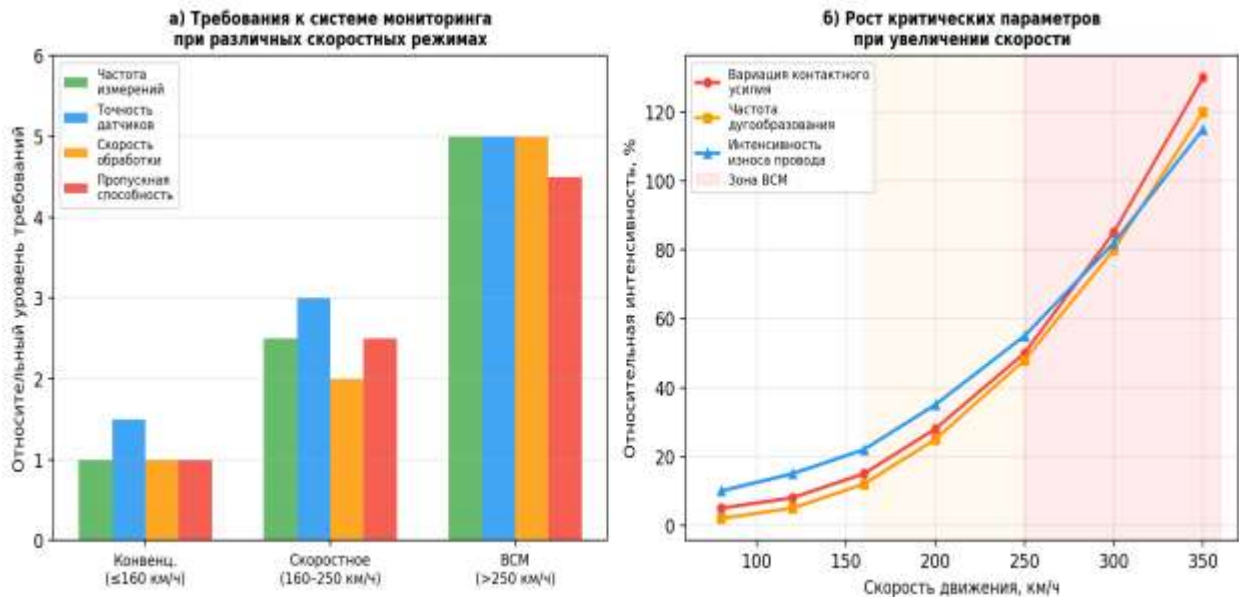 а) Требования к системе мониторинга
при различных скоростных режимах
6
5
4
3
2
1
0
Относительный уровень требований
Частота
измерений
Точность
датчиков
Скорость
обработки
Пропускная
способность
Конвенц.
(≤160 км/ч)
Скоростное
(160–250 км/ч)
ВСМ
(>250 км/ч)
б) Рост критических параметров
при увеличении скорости
120
100
80
60
40
20
0
Относительная интенсивность, %
Вариация контактного
усилия
Частота
дугообразования
Интенсивность
износа провода
Зона ВСМ
100
150
200
250
300
350
Скорость движения, км/ч